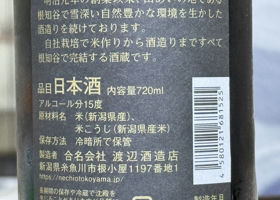 根知谷で雪深い自然豊かな環境を生かした
酒造りを続けております。
自社栽培で米作りから酒造りまですべて
根知谷で完結する酒蔵です。
品目 日本酒 内容量720ml
アルコール分15度
原材料名 米(新潟県産)、
米こうじ(新潟県産米)
保存方法 冷暗所で保管
製造者 合名会社 渡辺酒造店
新潟県糸魚川市根小屋1197番地1
https://nechiotokoyama.jp/
4 580121 681525